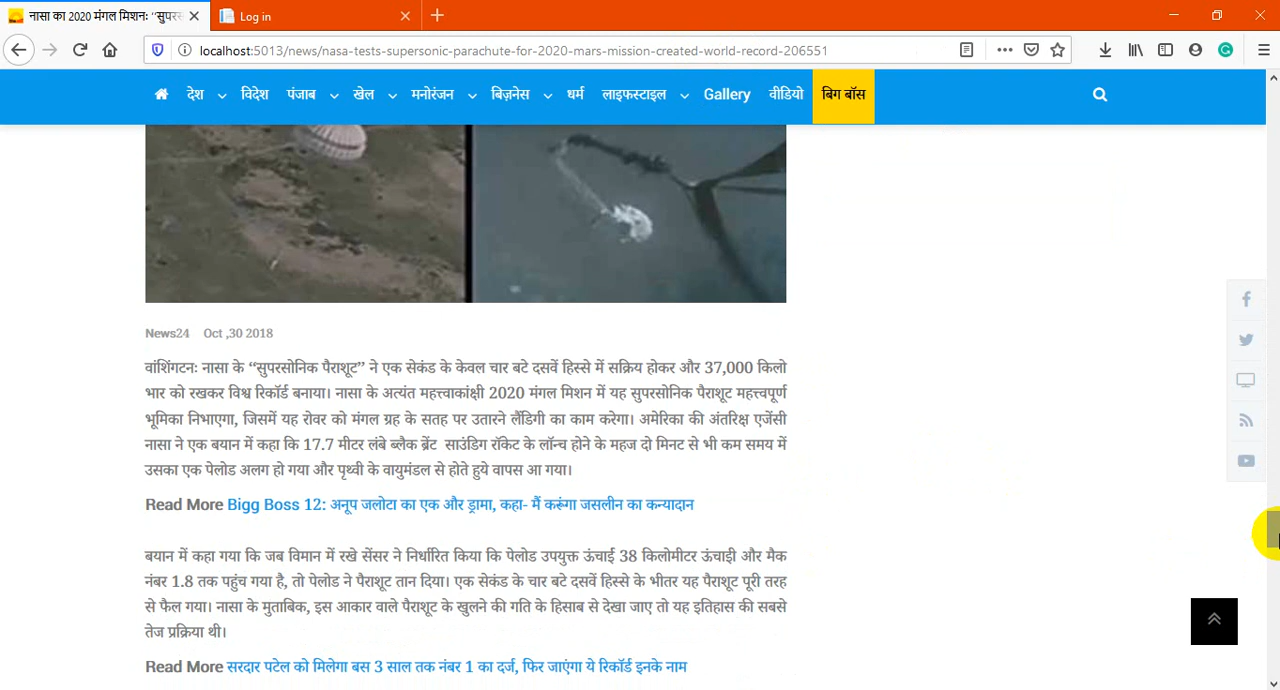 नासा का 2020 मंगल मिशनः “सुपरस
Log in
localhost:5013/news/nasa-tests-supersonic-parachute-for-2020-mars-mission-created-world-record-206551
देश विदेश पंजाब खेल मनोरंजन बिज़नेस धर्म लाइफस्टाइल Gallery वीडियो बिग बॉस
News24 Oct ,30 2018
वांशिंगटनः नासा के “सुपरसोनिक पैराशूट” ने एक सेकंड के केवल चार बटे दसवें हिस्से में सक्रिय होकर और 37,000 किलो
भार को रखकर विश्व रिकॉर्ड बनाया। नासा के अत्यंत महत्त्वाकांक्षी 2020 मंगल मिशन में यह सुपरसोनिक पैराशूट महत्त्वपूर्ण
भूमिका निभाएगा, जिसमें यह रोवर को मंगल ग्रह के सतह पर उतारने लैंडिगी का काम करेगा। अमेरिका की अंतरिक्ष एजेंसी
नासा ने एक बयान में कहा कि 17.7 मीटर लंबे ब्लैक ब्रेंट साउंडिग रॉकेट के लॉन्च होने के महज दो मिनट से भी कम समय में
उसका एक पेलोड अलग हो गया और पृथ्वी के वायुमंडल से होते हुये वापस आ गया।
Read More Bigg Boss 12: अनूप जलोटा का एक और ड्रामा, कहा- मैं करूंगा जसलीन का कन्यादान
बयान में कहा गया कि जब विमान में रखे सेंसर ने निर्धारित किया कि पेलोड उपयुक्त ऊंचाई 38 किलोमीटर ऊंचाही और मैक
नंबर 1.8 तक पहुंच गया है, तो पेलोड ने पैराशूट तान दिया। एक सेकंड के चार बटे दसवें हिस्से के भीतर यह पैराशूट पूरी तरह
से फैल गया। नासा के मुताबिक, इस आकार वाले पैराशूट के खुलने की गति के हिसाब से देखा जाए तो यह इतिहास की सबसे
तेज प्रक्रिया थी।
Read More सरदार पटेल को मिलेगा बस 3 साल तक नंबर 1 का दर्ज, फिर जाएंगा ये रिकॉर्ड इनके नाम